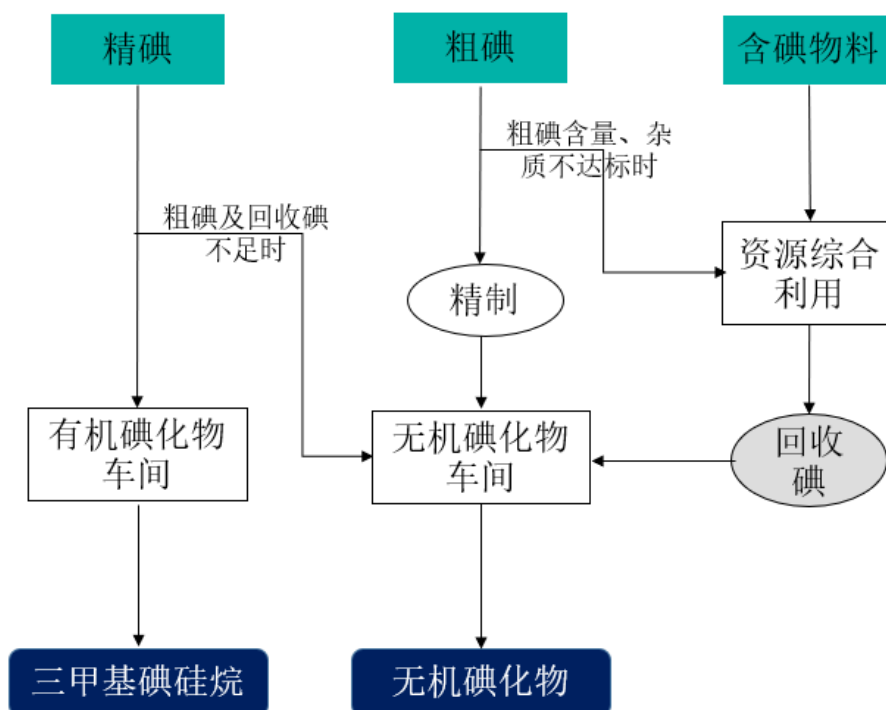 精碘
粗碘
含碘物料
粗碘含量、杂
质不达标时
粗碘及回收碘
不足时
资源综合
利用
精制
有机碘化物
车间
无机碘化物
车间
回收
碘
三甲基碘硅烷
无机碘化物